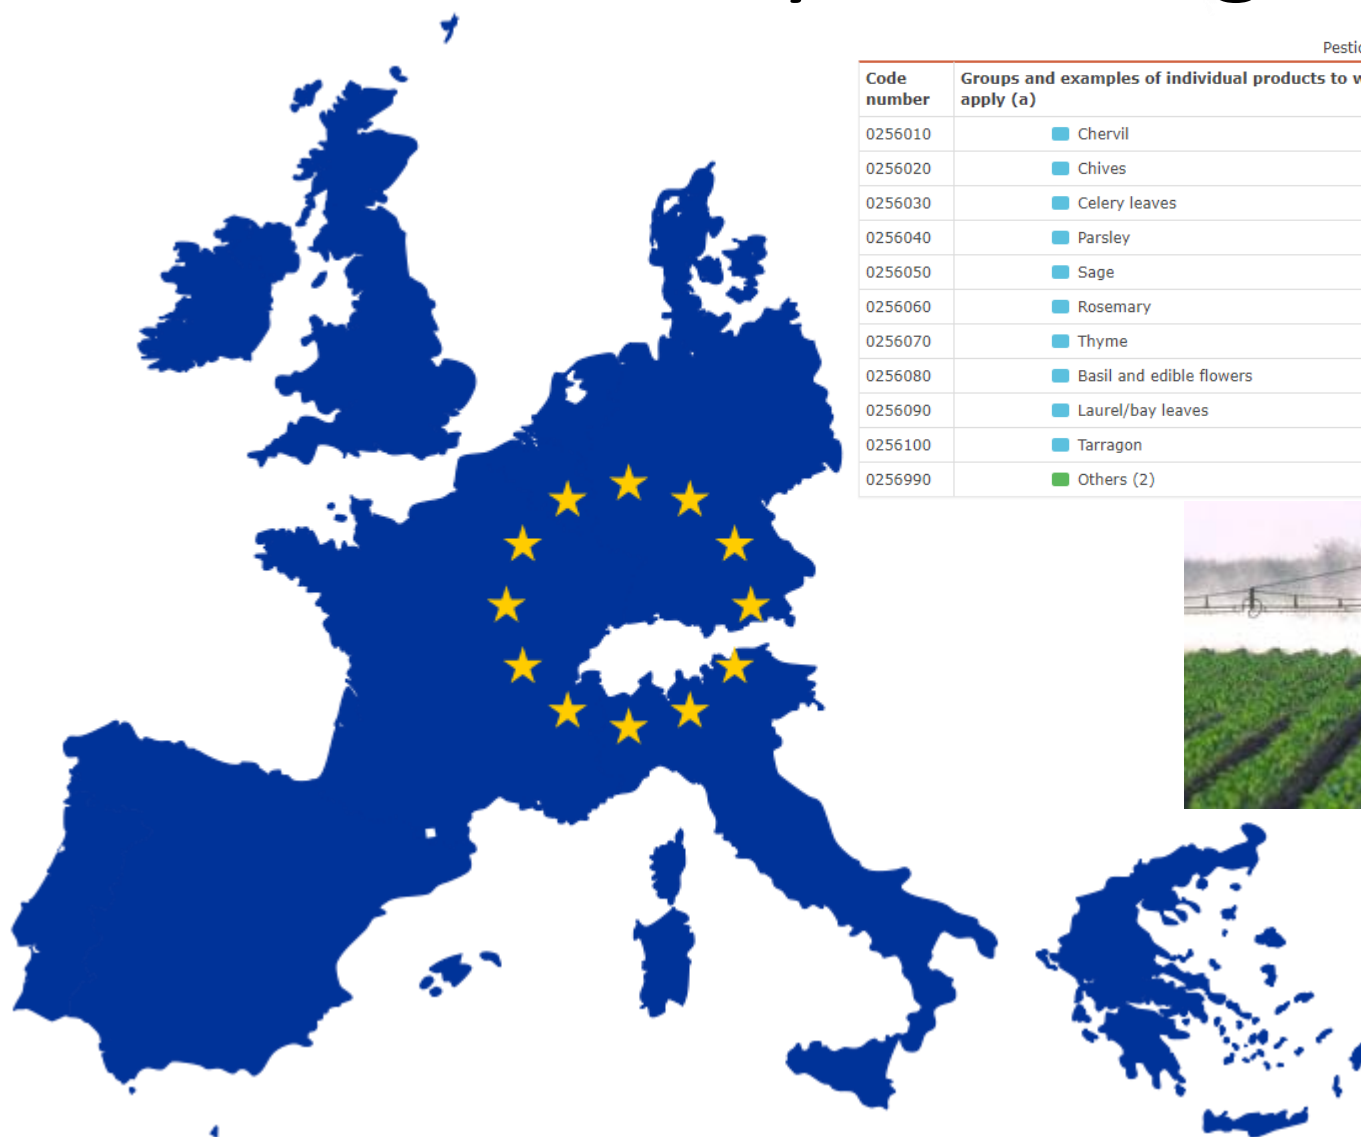 Code number
Groups and examples of individual products to
apply (a)
0256010 Chervil
0256020 Chives
0256030 Celery leaves
0256040 Parsley
0256050 Sage
0256060 Rosemary
0256070 Thyme
0256080 Basil and edible flowers
0256090 Laurel/bay leaves
0256100 Tarragon
0256990 Others (2)